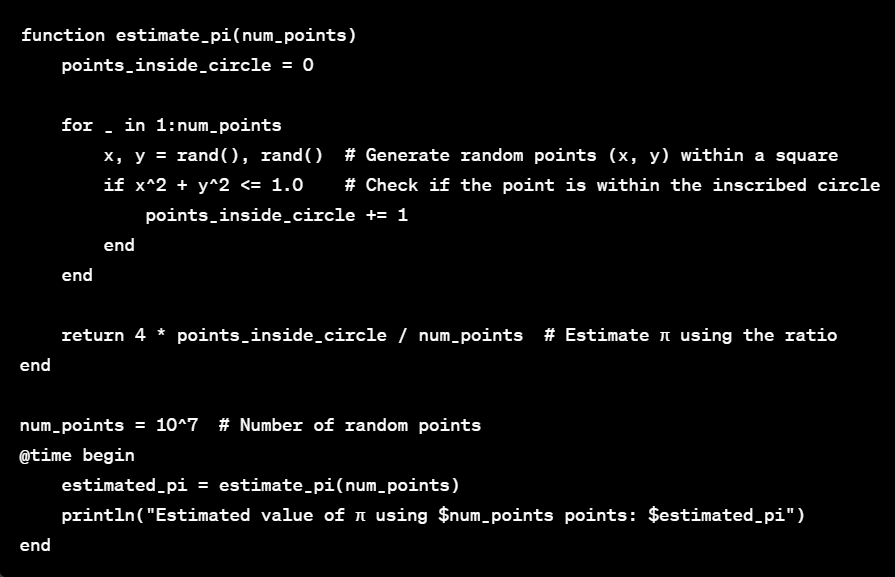 function estimate_pi(num_points)
    points_inside_circle = 0

    for _ in 1:num_points
        x, y = rand(), rand()  # Generate random points (x, y) within a square
        if x^2 + y^2 <= 1.0    # Check if the point is within the inscribed circle
            points_inside_circle += 1
        end
    end

    return 4 * points_inside_circle / num_points  # Estimate π using the ratio
end

num_points = 10^7  # Number of random points
@time begin
    estimated_pi = estimate_pi(num_points)
    println("Estimated value of π using $num_points points: $estimated_pi")
end